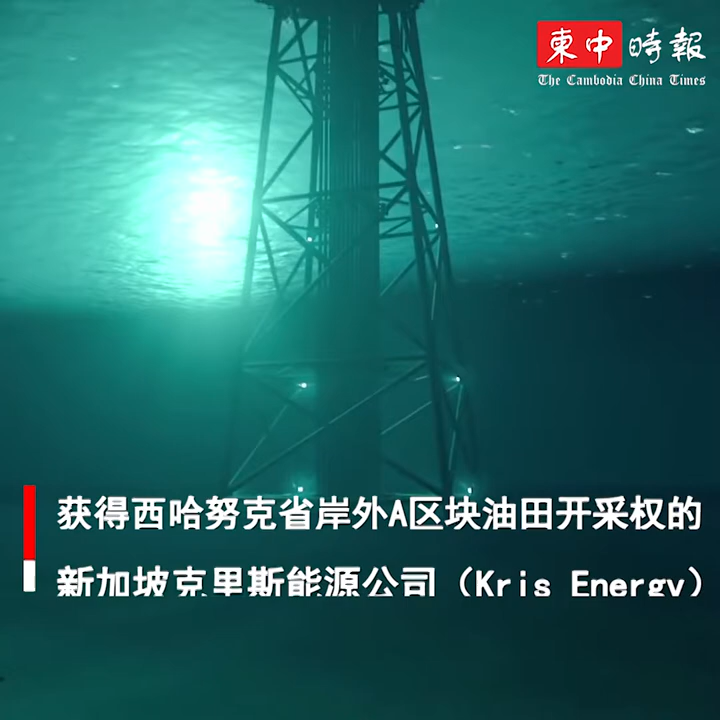 柬中時報
The Cambodia China Times
获得西哈努克省岸外A区块油田开采权的
新加坡克里斯能源公司（Kris Energy）